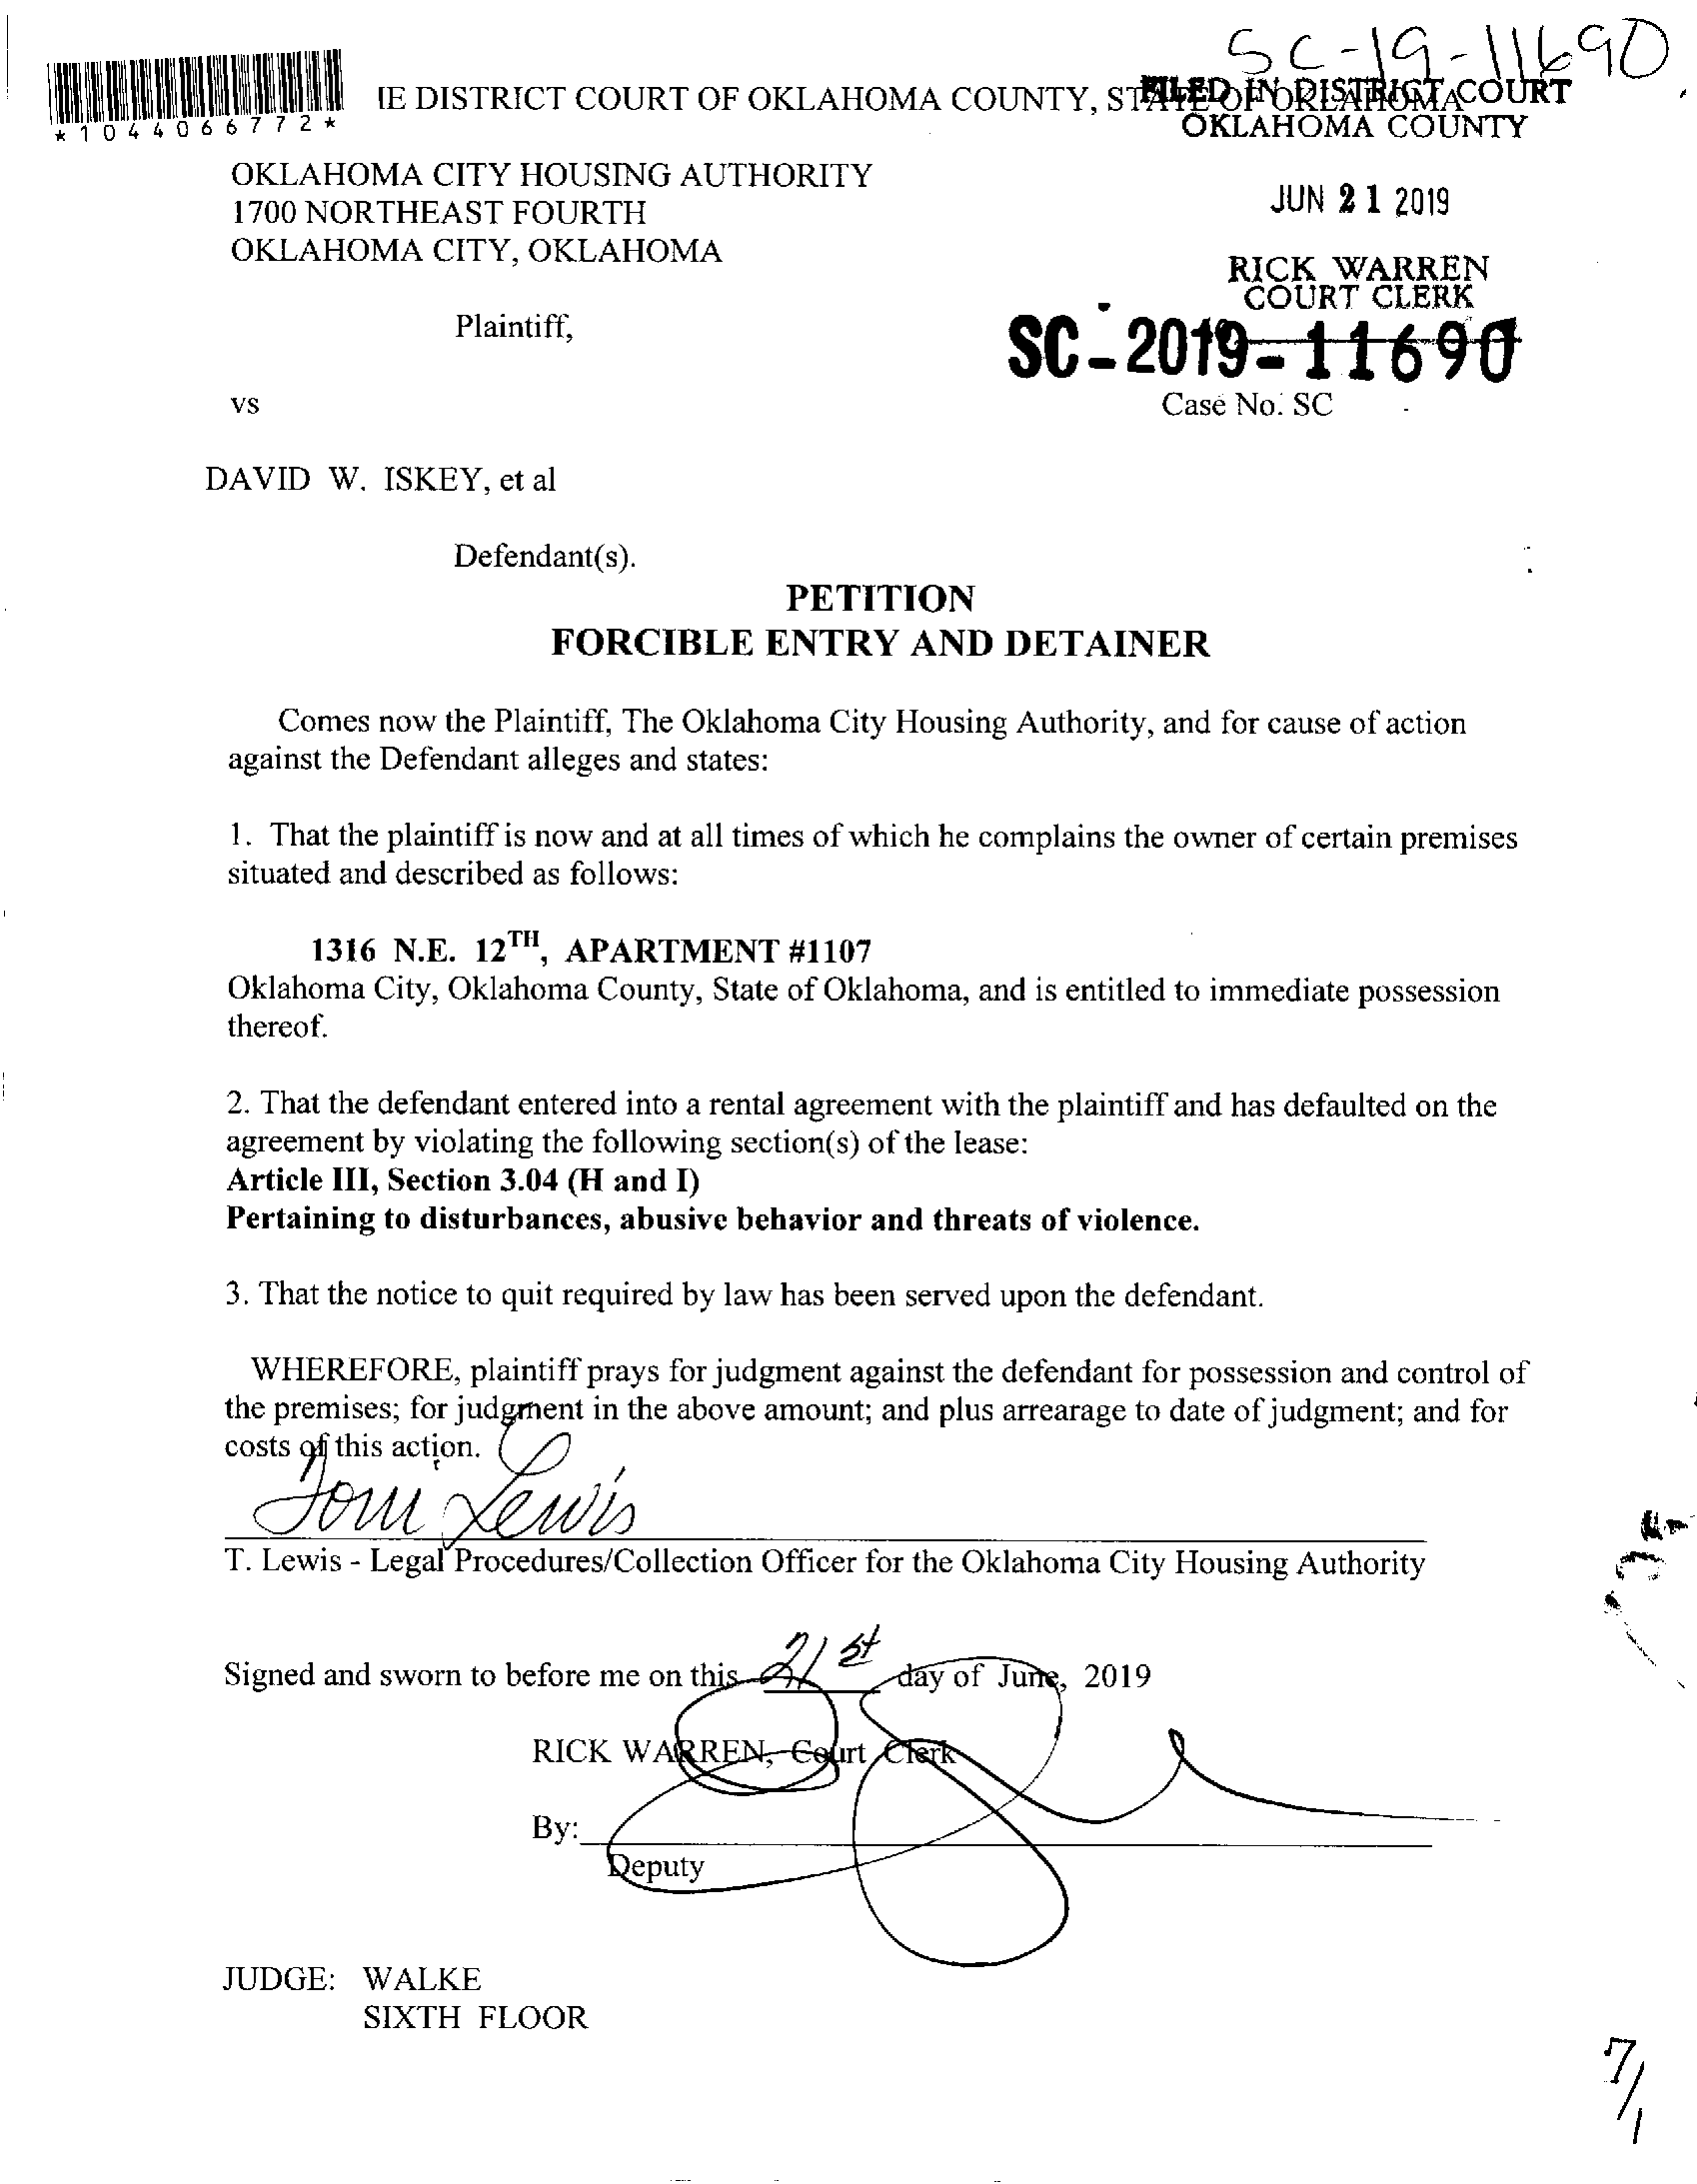 SC-19-11690
*1044066772*
IE DISTRICT COURT OF OKLAHOMA COUNTY, STATE OF OKLAHOMA
FILED IN DISTRICT COURT
OKLAHOMA COUNTY
OKLAHOMA CITY HOUSING AUTHORITY
1700 NORTHEAST FOURTH
OKLAHOMA CITY, OKLAHOMA
JUN 21 2019
RICK WARREN
COURT CLERK
Plaintiff,
SC-2019-11690
vs
Case No. SC
DAVID W. ISKEY, et al
Defendant(s).
PETITION
FORCIBLE ENTRY AND DETAINER
Comes now the Plaintiff, The Oklahoma City Housing Authority, and for cause of action
against the Defendant alleges and states:
1. That the plaintiff is now and at all times of which he complains the owner of certain premises
situated and described as follows:
1316 N.E. 12TH, APARTMENT #1107
Oklahoma City, Oklahoma County, State of Oklahoma, and is entitled to immediate possession
thereof.
2. That the defendant entered into a rental agreement with the plaintiff and has defaulted on the
agreement by violating the following section(s) of the lease:
Article III, Section 3.04 (H and I)
Pertaining to disturbances, abusive behavior and threats of violence.
3. That the notice to quit required by law has been served upon the defendant.
WHEREFORE, plaintiff prays for judgment against the defendant for possession and control of
the premises; for judgment in the above amount; and plus arrearage to date of judgment; and for
costs of this action.
Tom Lewis
T. Lewis - Legal Procedures/Collection Officer for the Oklahoma City Housing Authority
Signed and sworn to before me on this 21st day of June, 2019
RICK WARREN, Court Clerk
By:
Deputy
JUDGE: WALKE
SIXTH FLOOR
7/1